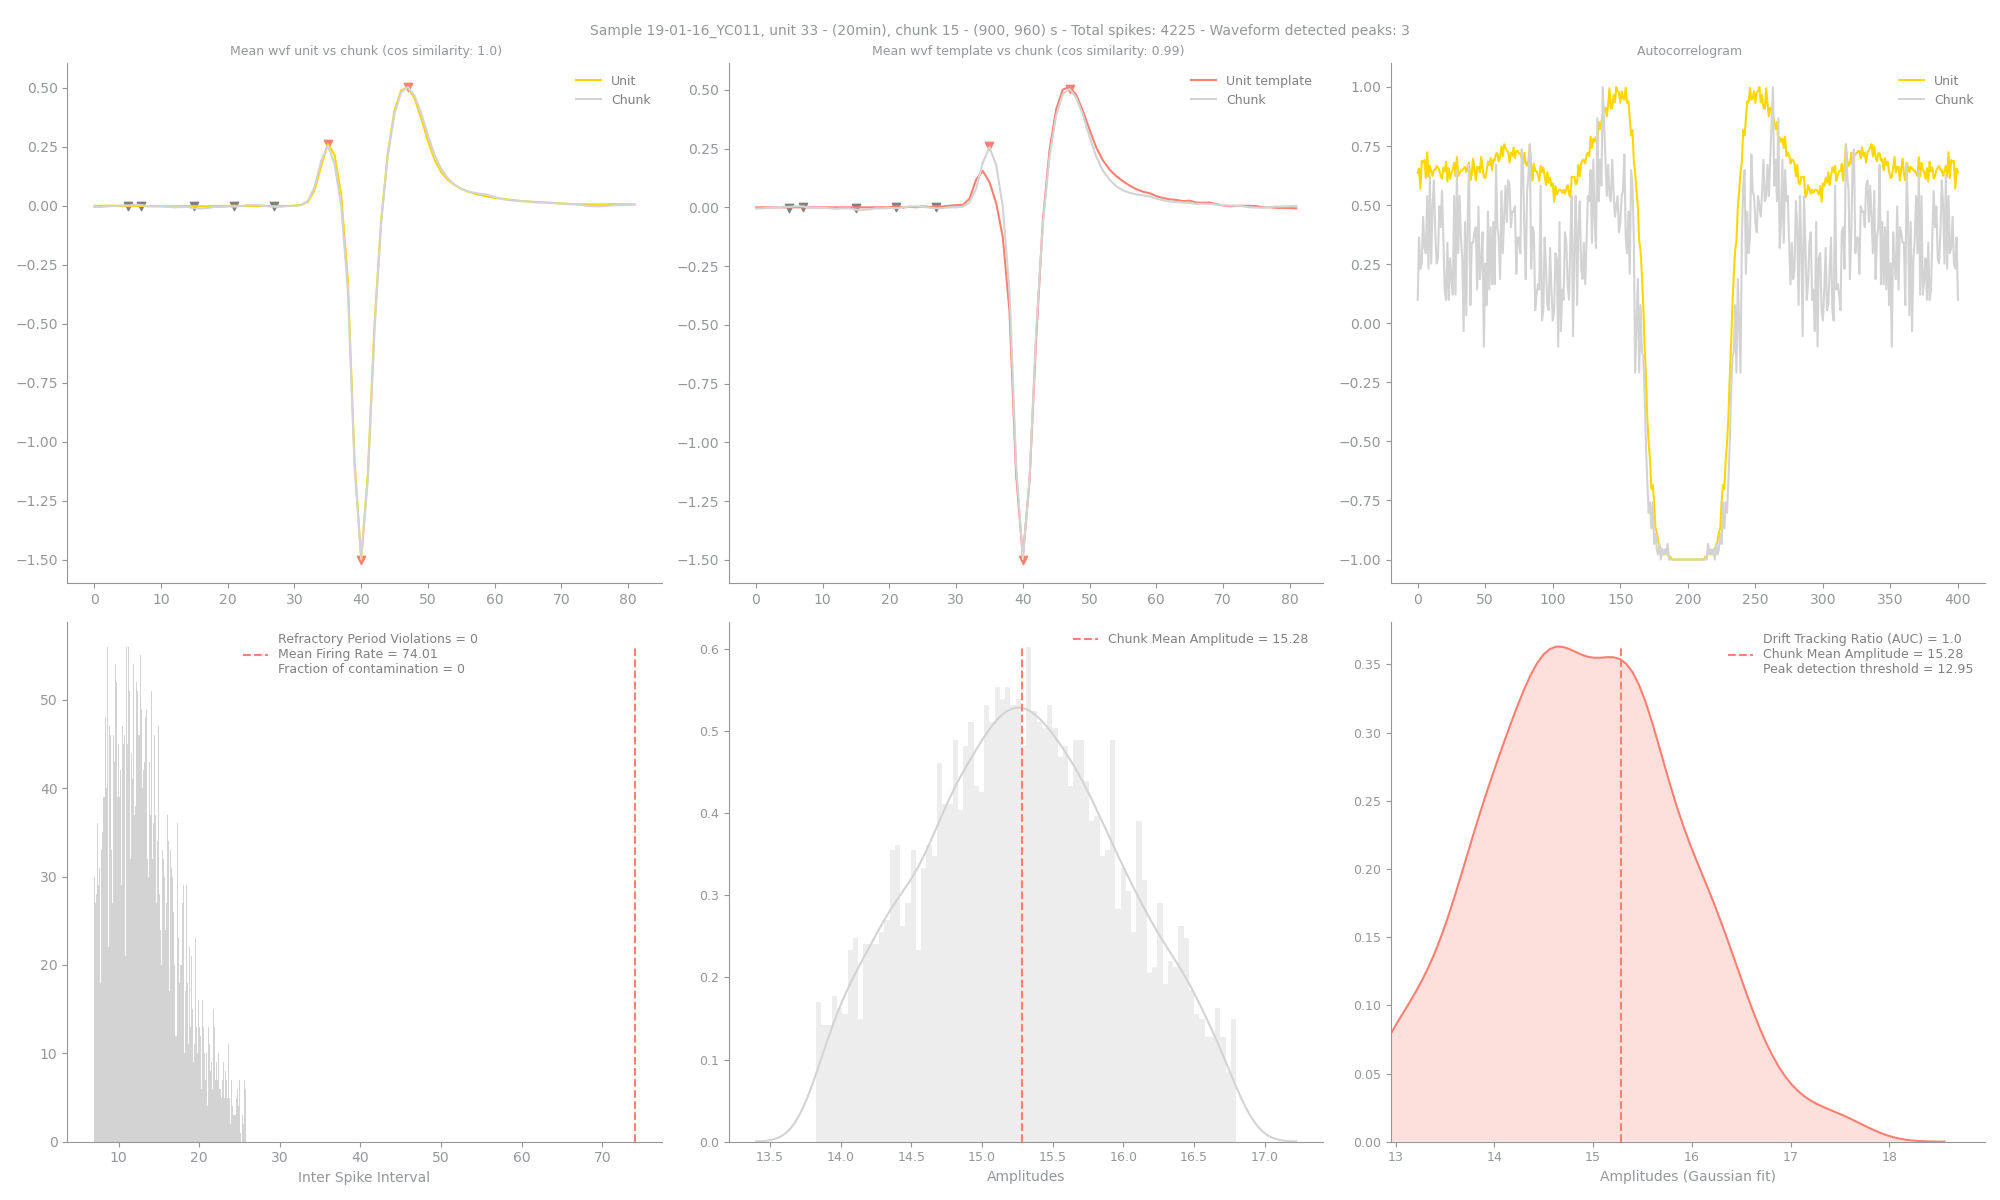 Sample 19-01-16_YC011, unit 33 - (20min), chunk 15 - (900, 960) s - Total spikes: 4225 - Waveform detected peaks: 3
Mean wvf unit vs chunk (cos similarity: 1.0)
Unit
Chunk
0.50
0.25
0.00
−0.25
−0.50
−0.75
−1.00
−1.25
−1.50
0 10 20 30 40 50 60 70 80
Mean wvf template vs chunk (cos similarity: 0.99)
Unit template
Chunk
0.50
0.25
0.00
−0.25
−0.50
−0.75
−1.00
−1.25
−1.50
0 10 20 30 40 50 60 70 80
Autocorrelogram
Unit
Chunk
1.00
0.75
0.50
0.25
0.00
−0.25
−0.50
−0.75
−1.00
0 50 100 150 200 250 300 350 400
Refractory Period Violations = 0
Mean Firing Rate = 74.01
Fraction of contamination = 0
50
40
30
20
10
0
10 20 30 40 50 60 70
Inter Spike Interval
Chunk Mean Amplitude = 15.28
0.6
0.5
0.4
0.3
0.2
0.1
0.0
13.5 14.0 14.5 15.0 15.5 16.0 16.5 17.0
Amplitudes
Drift Tracking Ratio (AUC) = 1.0
Chunk Mean Amplitude = 15.28
Peak detection threshold = 12.95
0.35
0.30
0.25
0.20
0.15
0.10
0.05
0.00
13 14 15 16 17 18
Amplitudes (Gaussian fit)